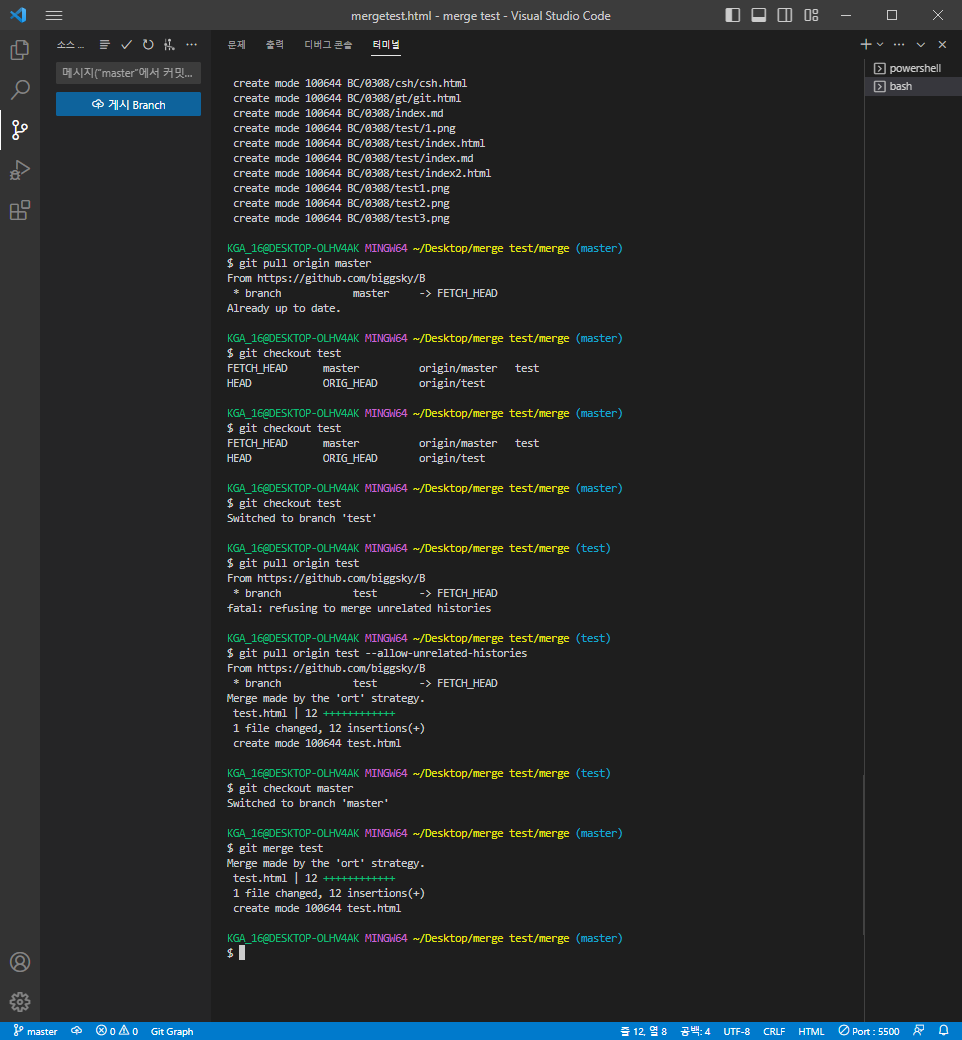 mergetest.html - merge test - Visual Studio Code
소스 ...
메시지("master"에서 커밋...
게시 Branch
문제 출력 디버그 콘솔 터미널
powershell
bash
create mode 100644 BC/0308/csh/csh.html
create mode 100644 BC/0308/gt/git.html
create mode 100644 BC/0308/index.md
create mode 100644 BC/0308/test/1.png
create mode 100644 BC/0308/test/index.html
create mode 100644 BC/0308/test/index.md
create mode 100644 BC/0308/test/index2.html
create mode 100644 BC/0308/test1.png
create mode 100644 BC/0308/test2.png
create mode 100644 BC/0308/test3.png
KGA_16@DESKTOP-OLHV4AK MINGW64 ~/Desktop/merge test/merge (master)
$ git pull origin master
From https://github.com/biggsky/B
* branch master -> FETCH_HEAD
Already up to date.
KGA_16@DESKTOP-OLHV4AK MINGW64 ~/Desktop/merge test/merge (master)
$ git checkout test
FETCH_HEAD master origin/master test
HEAD ORIG_HEAD origin/test
KGA_16@DESKTOP-OLHV4AK MINGW64 ~/Desktop/merge test/merge (master)
$ git checkout test
FETCH_HEAD master origin/master test
HEAD ORIG_HEAD origin/test
KGA_16@DESKTOP-OLHV4AK MINGW64 ~/Desktop/merge test/merge (master)
$ git checkout test
Switched to branch 'test'
KGA_16@DESKTOP-OLHV4AK MINGW64 ~/Desktop/merge test/merge (test)
$ git pull origin test
From https://github.com/biggsky/B
* branch test -> FETCH_HEAD
fatal: refusing to merge unrelated histories
KGA_16@DESKTOP-OLHV4AK MINGW64 ~/Desktop/merge test/merge (test)
$ git pull origin test --allow-unrelated-histories
From https://github.com/biggsky/B
* branch test -> FETCH_HEAD
Merge made by the 'ort' strategy.
test.html | 12 ++++++++++++
1 file changed, 12 insertions(+)
create mode 100644 test.html
KGA_16@DESKTOP-OLHV4AK MINGW64 ~/Desktop/merge test/merge (test)
$ git checkout master
Switched to branch 'master'
KGA_16@DESKTOP-OLHV4AK MINGW64 ~/Desktop/merge test/merge (master)
$ git merge test
Merge made by the 'ort' strategy.
test.html | 12 ++++++++++++
1 file changed, 12 insertions(+)
create mode 100644 test.html
KGA_16@DESKTOP-OLHV4AK MINGW64 ~/Desktop/merge test/merge (master)
$
master 0 0 Git Graph 줄 12, 열 8 공백: 4 UTF-8 CRLF HTML Port : 5500